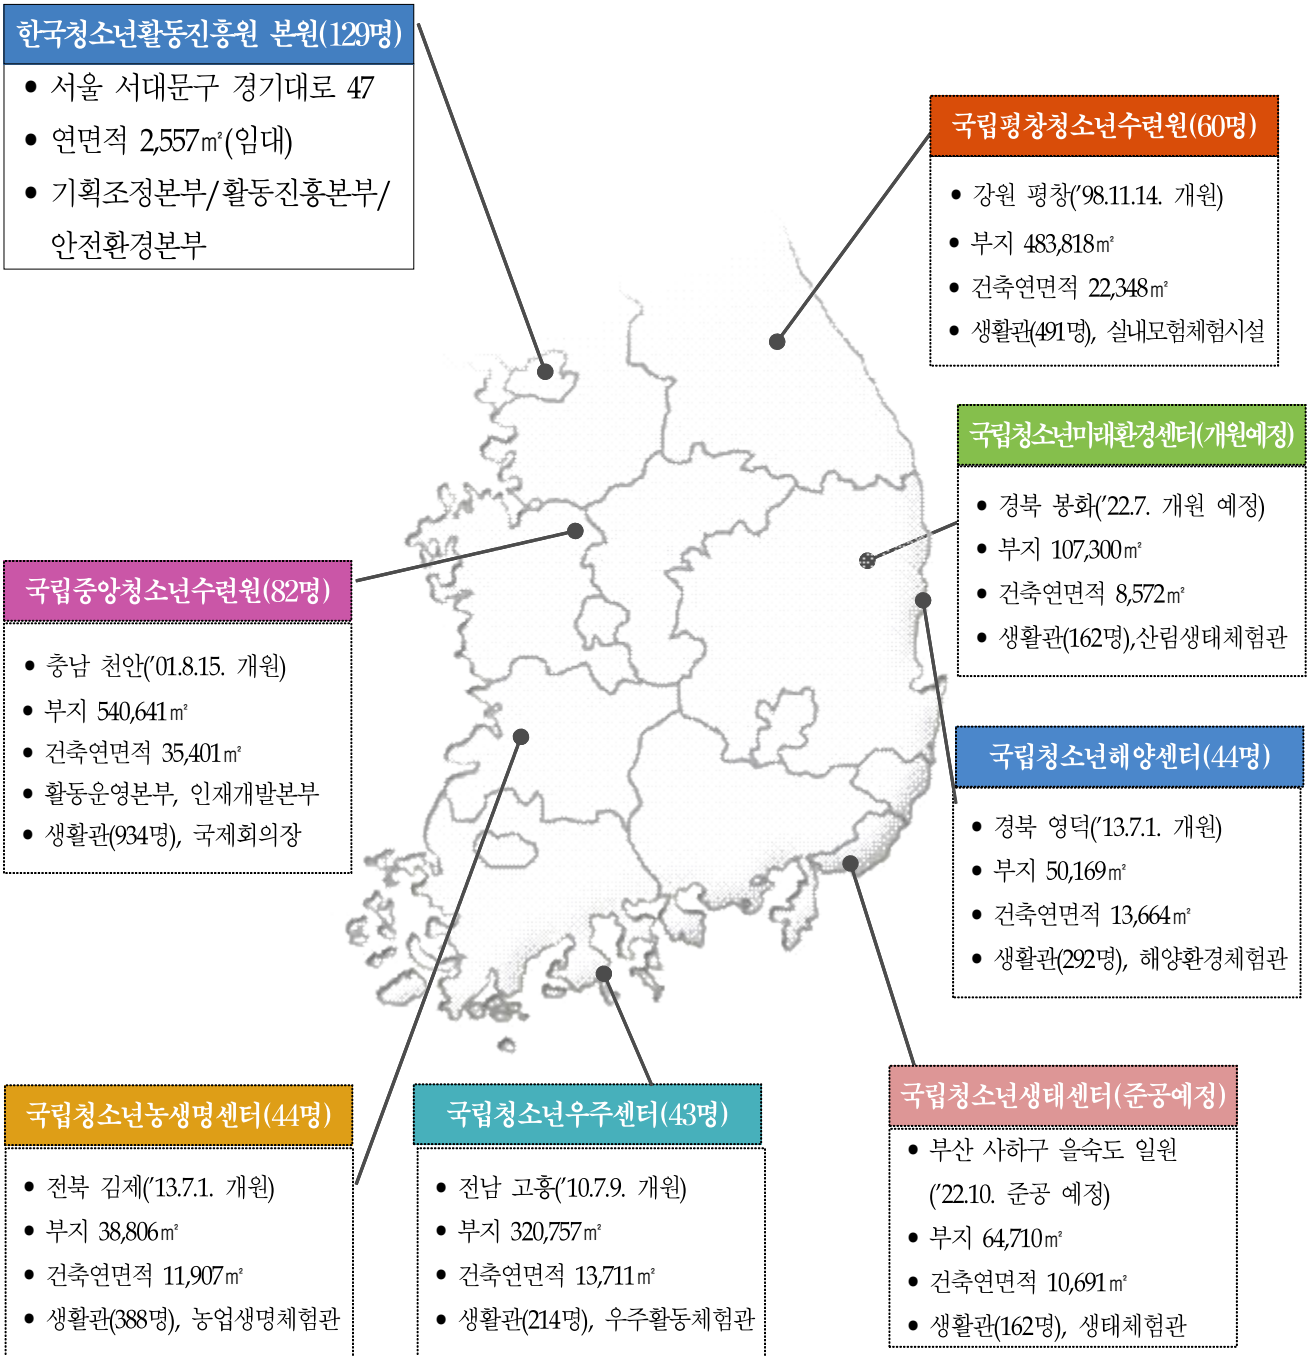 한국청소년활동진흥원 본원(129명)
• 서울 서대문구 경기대로 47
• 연면적 2,557㎡(임대)
• 기획조정본부/활동진흥본부/
안전환경본부
국립평창청소년수련원(60명)
• 강원 평창('98.11.14. 개원)
• 부지 483,818㎡
• 건축연면적 22,348㎡
• 생활관(491명), 실내모험체험시설
국립청소년미래환경센터(개원예정)
• 경북 봉화('22.7. 개원 예정)
• 부지 107,300㎡
• 건축연면적 8,572㎡
• 생활관(162명),산림생태체험관
국립중앙청소년수련원(82명)
• 충남 천안('01.8.15. 개원)
• 부지 540,641㎡
• 건축연면적 35,401㎡
• 활동운영본부, 인재개발본부
• 생활관(934명), 국제회의장
국립청소년해양센터(44명)
• 경북 영덕('13.7.1. 개원)
• 부지 50,169㎡
• 건축연면적 13,664㎡
• 생활관(292명), 해양환경체험관
국립청소년농생명센터(44명)
• 전북 김제('13.7.1. 개원)
• 부지 38,806㎡
• 건축연면적 11,907㎡
• 생활관(388명), 농업생명체험관
국립청소년우주센터(43명)
• 전남 고흥('10.7.9. 개원)
• 부지 320,757㎡
• 건축연면적 13,711㎡
• 생활관(214명), 우주활동체험관
국립청소년생태센터(준공예정)
• 부산 사하구 을숙도 일원
('22.10. 준공 예정)
• 부지 64,710㎡
• 건축연면적 10,691㎡
• 생활관(162명), 생태체험관